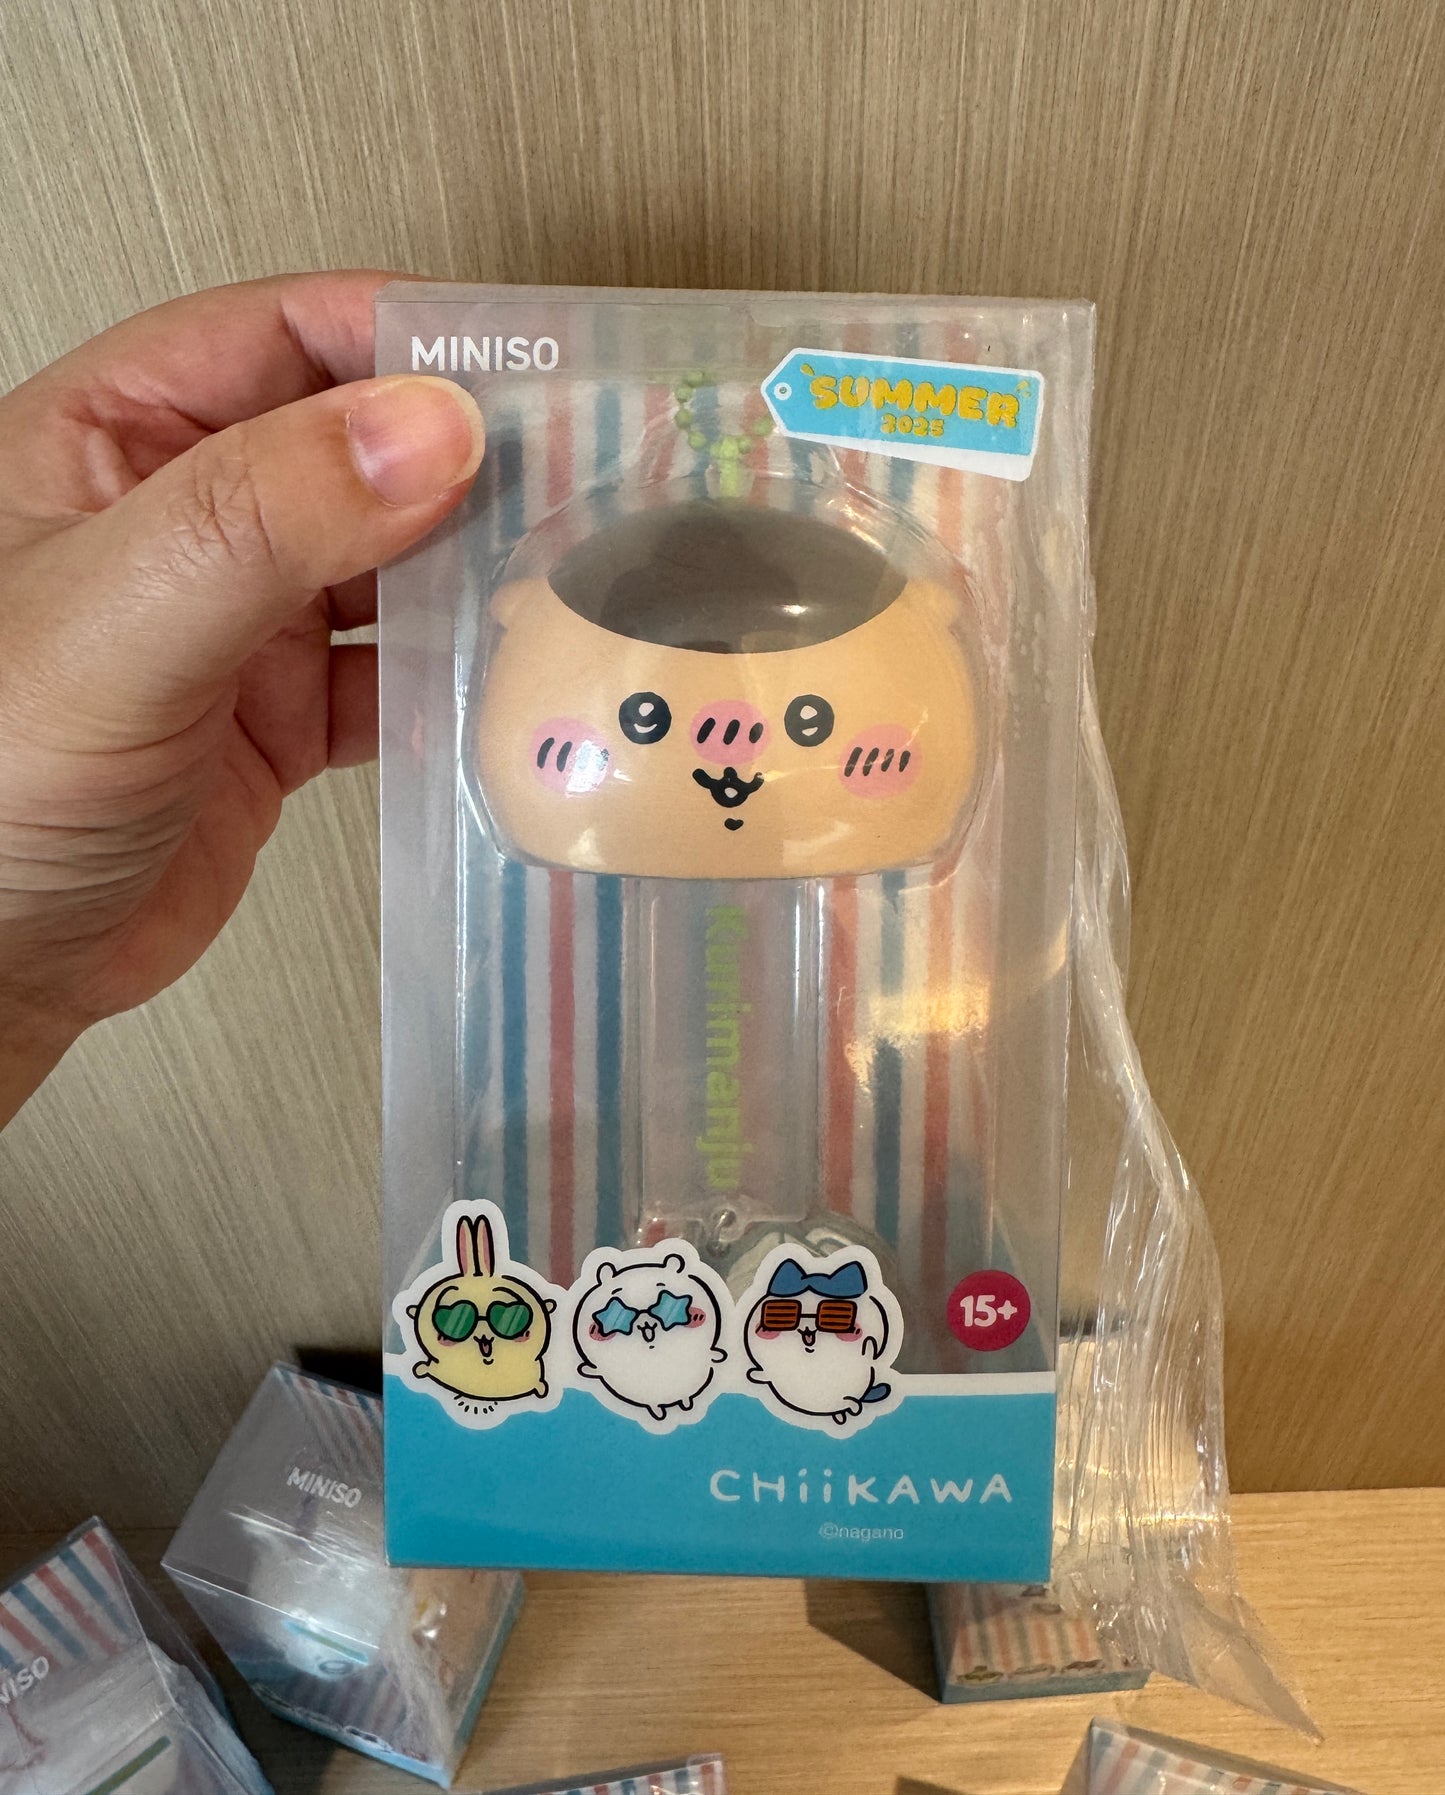 MINISO
SUMMER
2025
Kurimanju
15+
CHiiKAWA
©nagano
MINISO